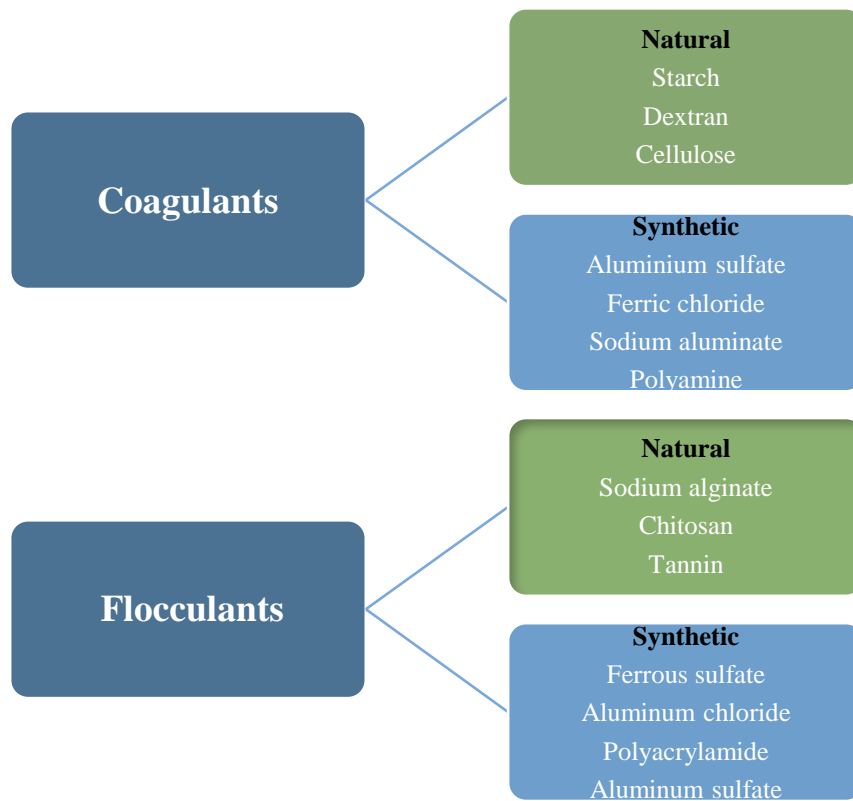 Coagulants
Natural
Starch
Dextran
Cellulose
Synthetic
Aluminium sulfate
Ferric chloride
Sodium aluminate
Polyamine
Flocculants
Natural
Sodium alginate
Chitosan
Tannin
Synthetic
Ferrous sulfate
Aluminum chloride
Polyacrylamide
Aluminum sulfate